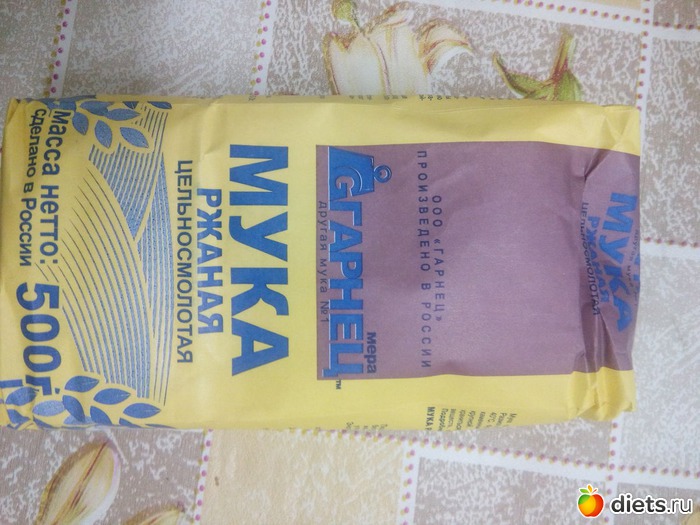 МУКА
РЖАНАЯ
ЦЕЛЬНОСМОЛОТАЯ
ООО «ГАРНЕЦ»
ПРОИЗВЕДЕНО В РОССИИ
мера
ГАРНЕЦ™
другая мука №1
МУКА
РЖАНАЯ
ЦЕЛЬНОСМОЛОТАЯ
Масса нетто: 500г
сделано в России
diets.ru